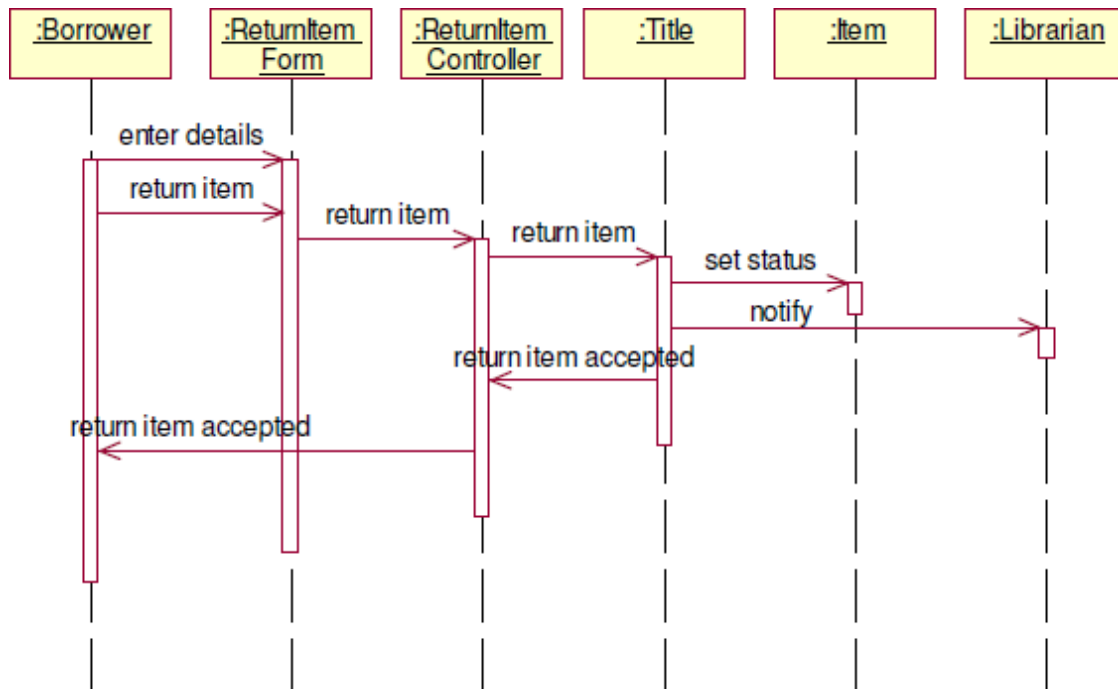 :Borrower
:ReturnItem
Form
:ReturnItem
Controller
:Title
:Item
:Librarian
enter details
return item
return item
return item
set status
notify
return item accepted
return item accepted